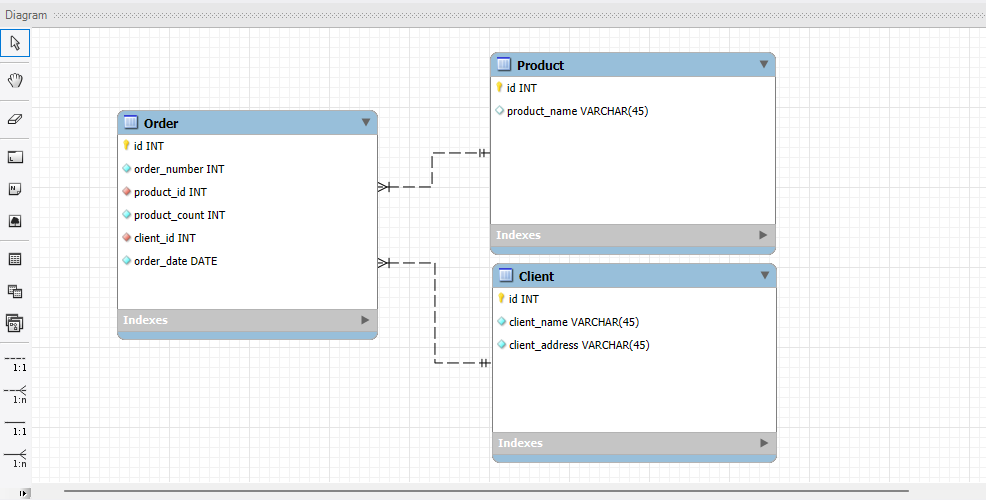 Diagram
Order
id INT
order_number INT
product_id INT
product_count INT
client_id INT
order_date DATE
Indexes
Product
id INT
product_name VARCHAR(45)
Indexes
Client
id INT
client_name VARCHAR(45)
client_address VARCHAR(45)
Indexes
1:1
1:n
1:1
1:n